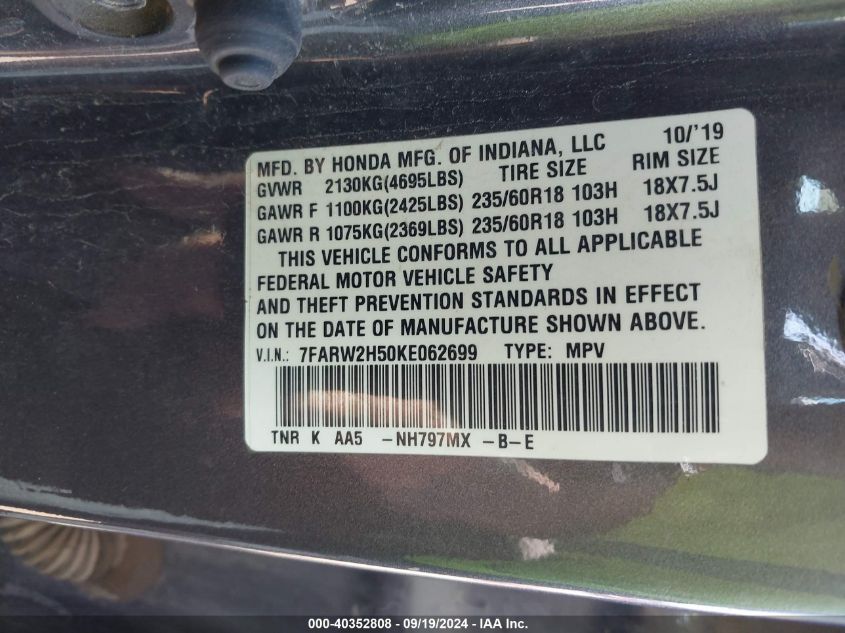 MFD. BY HONDA MFG. OF INDIANA, LLC 10/'19
GVWR 2130KG(4695LBS) TIRE SIZE RIM SIZE
GAWR F 1100KG(2425LBS) 235/60R18 103H 18X7.5J
GAWR R 1075KG(2369LBS) 235/60R18 103H 18X7.5J
THIS VEHICLE CONFORMS TO ALL APPLICABLE
FEDERAL MOTOR VEHICLE SAFETY
AND THEFT PREVENTION STANDARDS IN EFFECT
ON THE DATE OF MANUFACTURE SHOWN ABOVE.
V.I.N.: 7FARW2H50KE062699 TYPE: MPV
TNR K AA5 -NH797MX -B-E
000-40352808 - 09/19/2024 - IAA Inc.